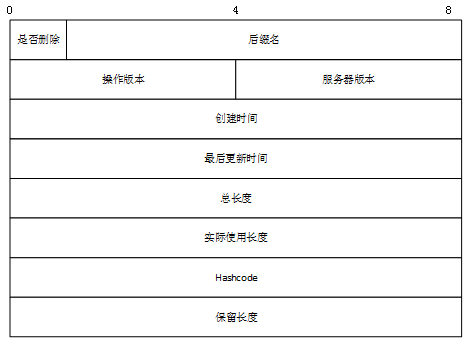 0 4 8
是否删除 后缀名
操作版本 服务器版本
创建时间
最后更新时间
总长度
实际使用长度
Hashcode
保留长度